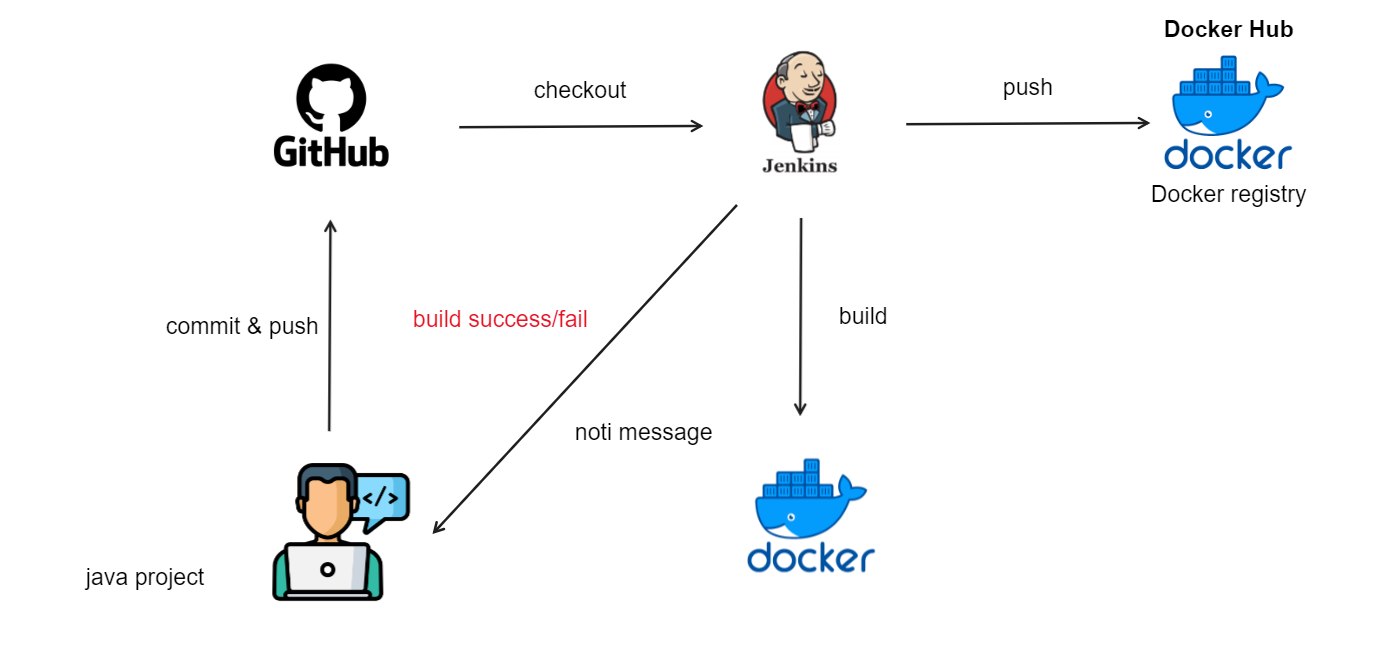 Docker Hub
GitHub
checkout
Jenkins
push
docker
Docker registry
commit & push
build success/fail
build
noti message
</>
docker
java project